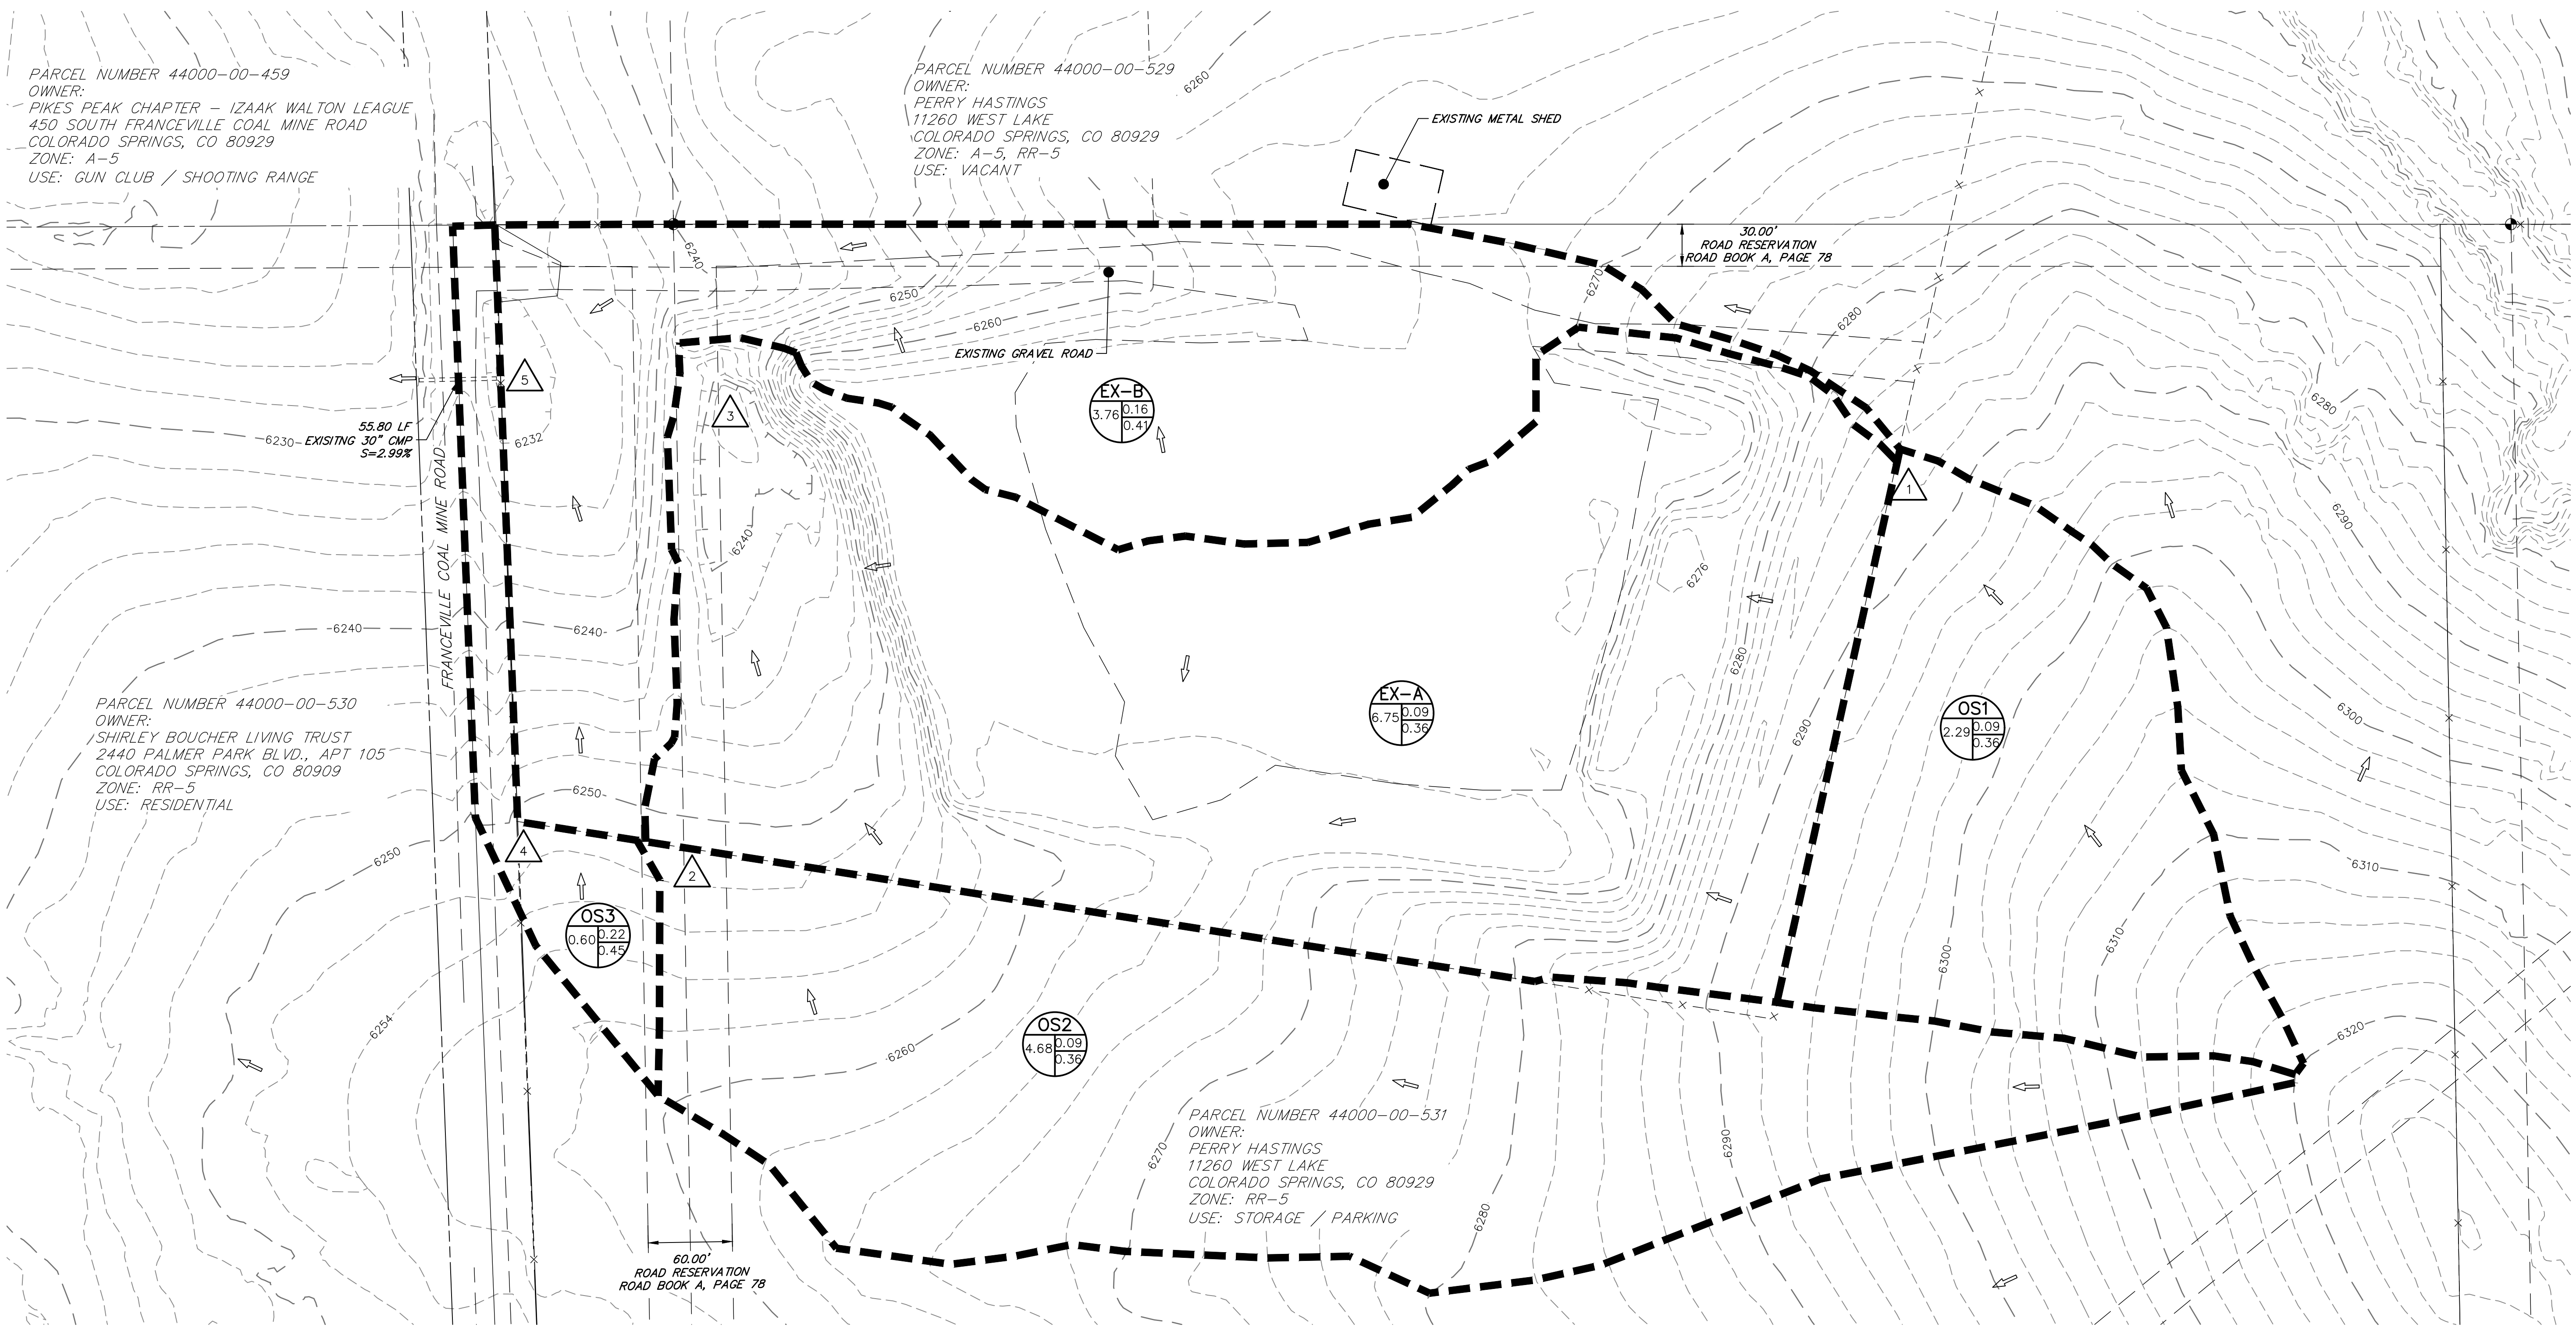 PARCEL NUMBER 44000-00-459
OWNER:
PIKES PEAK CHAPTER - IZAAK WALTON LEAGUE
450 SOUTH FRANCEVILLE COAL MINE ROAD
COLORADO SPRINGS, CO 80929
ZONE: A-5
USE: GUN CLUB / SHOOTING RANGE
PARCEL NUMBER 44000-00-529
OWNER:
PERRY HASTINGS
11260 WEST LAKE
COLORADO SPRINGS, CO 80929
ZONE: A-5, RR-5
USE: VACANT
6260
EXISTING METAL SHED
30.00'
ROAD RESERVATION
ROAD BOOK A, PAGE 78
6240
6250
6260
6270
6280
EXISTING GRAVEL ROAD
5
3
EX-B
3.76
0.16
0.41
6280
55.80 LF
EXISITNG 30" CMP
S=2.99%
6230
6232
1
6290
6240
6276
FRANCEVILLE COAL MINE ROAD
6240
6240
6280
EX-A
6.75
0.09
0.36
6290
OS1
2.29
0.09
0.36
6300
PARCEL NUMBER 44000-00-530
OWNER:
SHIRLEY BOUCHER LIVING TRUST
2440 PALMER PARK BLVD., APT 105
COLORADO SPRINGS, CO 80909
ZONE: RR-5
USE: RESIDENTIAL
6250
6250
4
2
6310
OS3
0.60
0.22
0.45
6310
6300
6254
OS2
4.68
0.09
0.36
6260
6320
PARCEL NUMBER 44000-00-531
OWNER:
PERRY HASTINGS
11260 WEST LAKE
COLORADO SPRINGS, CO 80929
ZONE: RR-5
USE: STORAGE / PARKING
6270
6280
6290
60.00'
ROAD RESERVATION
ROAD BOOK A, PAGE 78